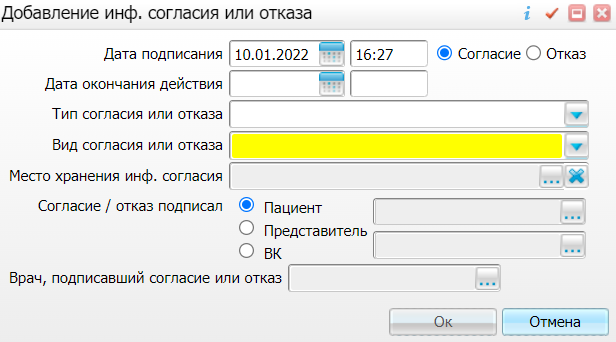 Добавление инф. согласия или отказа
Дата подписания 10.01.2022 16:27 Согласие Отказ
Дата окончания действия
Тип согласия или отказа
Вид согласия или отказа
Место хранения инф. согласия ...
Согласие / отказ подписал Пациент ...
Представитель ...
ВК
Врач, подписавший согласие или отказ ...
Ок Отмена